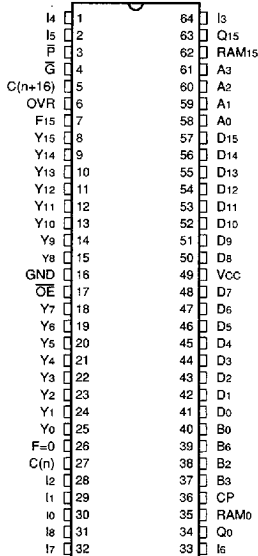 I4 1 64 I3
I5 2 63 Q15
P 3 62 RAM15
G 4 61 A3
C(n+16) 5 60 A2
OVR 6 59 A1
F15 7 58 A0
Y15 8 57 D15
Y14 9 56 D14
Y13 10 55 D13
Y12 11 54 D12
Y11 12 53 D11
Y10 13 52 D10
Y9 14 51 D9
Y8 15 50 D8
GND 16 49 VCC
OE 17 48 D7
Y7 18 47 D6
Y6 19 46 D5
Y5 20 45 D4
Y4 21 44 D3
Y3 22 43 D2
Y2 23 42 D1
Y1 24 41 D0
Y0 25 40 B0
F=0 26 39 B6
C(n) 27 38 B2
I2 28 37 B3
I1 29 36 CP
I0 30 35 RAM0
I8 31 34 Q0
I7 32 33 I6